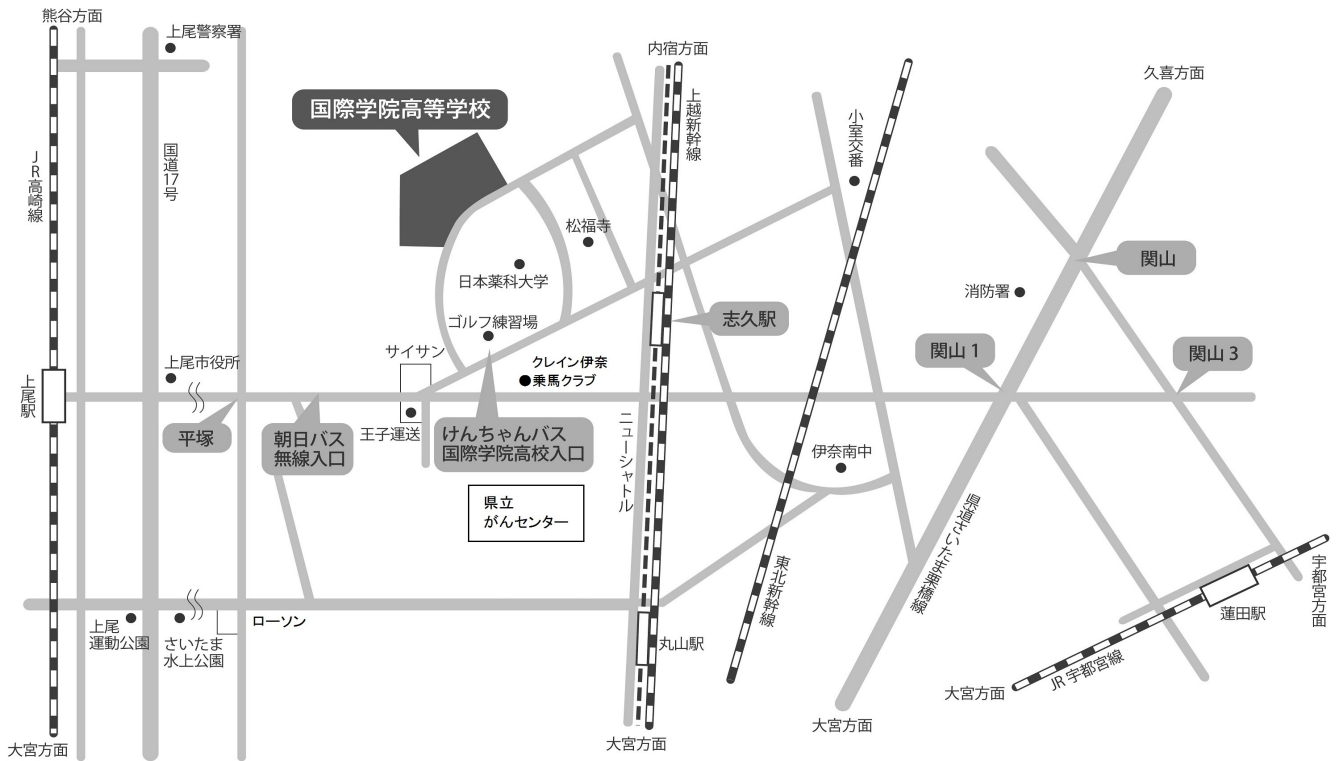 熊谷方面
上尾警察署
国際学院高等学校
内宿方面
久喜方面
上越新幹線
小室交番
JR高崎線
国道17号
松福寺
日本薬科大学
関山
消防署
ゴルフ練習場
志久駅
サイサン
クレイン伊奈
乗馬クラブ
関山1
関山3
上尾市役所
上尾駅
平塚
朝日バス
無線入口
王子運送
けんちゃんバス
国際学院高校入口
ニューシャトル
伊奈南中
県立
がんセンター
県道さいたま栗橋線
東北新幹線
宇都宮方面
蓮田駅
上尾
運動公園
さいたま
水上公園
ローソン
丸山駅
JR宇都宮線
大宮方面
大宮方面
大宮方面
大宮方面